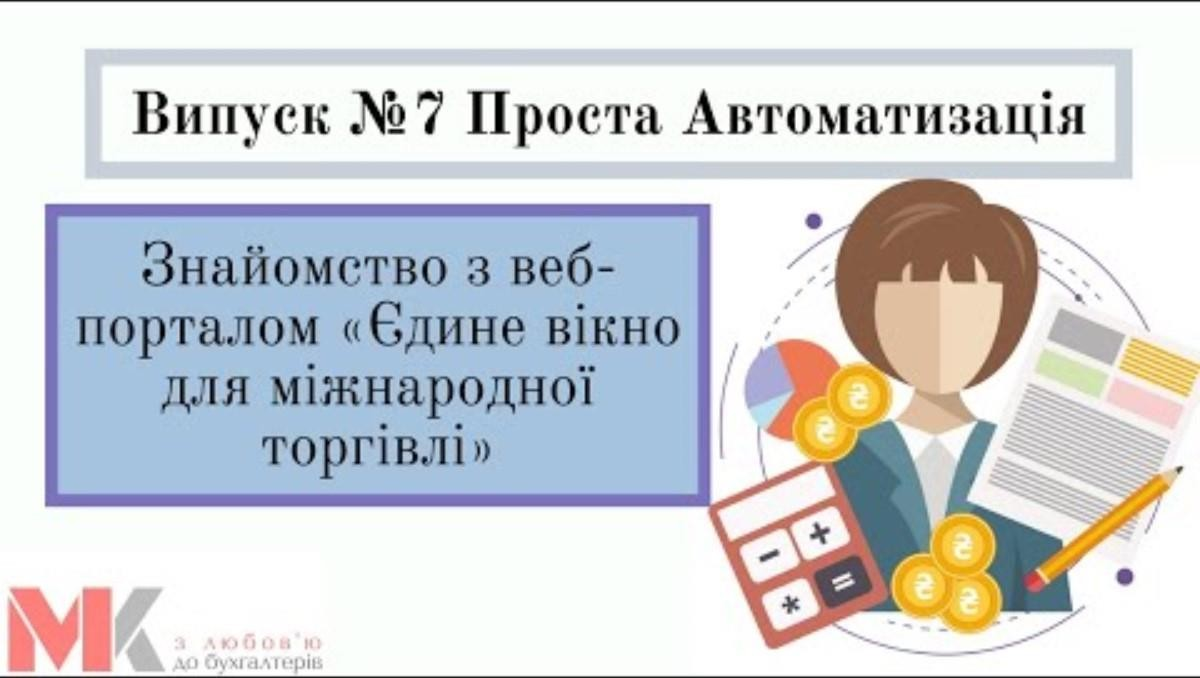 Випуск №7 Проста Автоматизація
Знайомство з веб-
порталом «Єдине вікно
для міжнародної
торгівлі»
МК
з любов'ю
до бухгалтерів